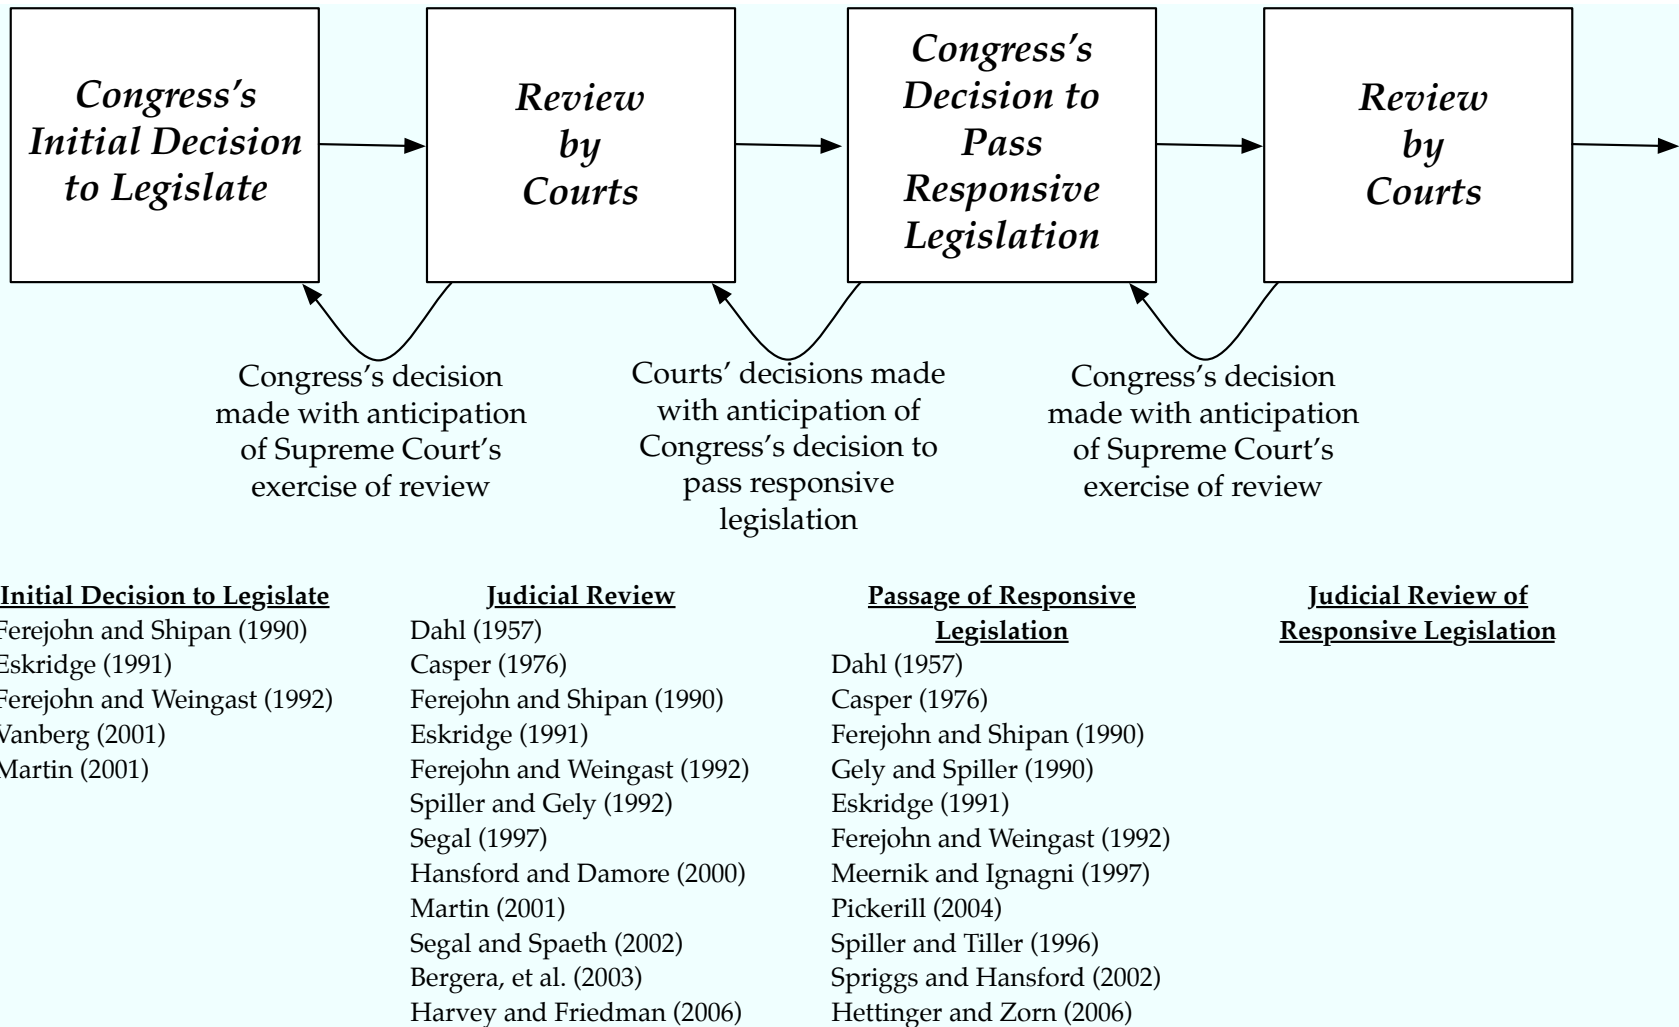 Congress's
Initial Decision
to Legislate
Review
by
Courts
Congress's
Decision to
Pass
Responsive
Legislation
Review
by
Courts
Congress's decision
made with anticipation
of Supreme Court's
exercise of review
Courts' decisions made
with anticipation of
Congress's decision to
pass responsive
legislation
Congress's decision
made with anticipation
of Supreme Court's
exercise of review
Initial Decision to Legislate
Ferejohn and Shipan (1990)
Eskridge (1991)
Ferejohn and Weingast (1992)
Vanberg (2001)
Martin (2001)
Judicial Review
Dahl (1957)
Casper (1976)
Ferejohn and Shipan (1990)
Eskridge (1991)
Ferejohn and Weingast (1992)
Spiller and Gely (1992)
Segal (1997)
Hansford and Damore (2000)
Martin (2001)
Segal and Spaeth (2002)
Bergera, et al. (2003)
Harvey and Friedman (2006)
Passage of Responsive
Legislation
Dahl (1957)
Casper (1976)
Ferejohn and Shipan (1990)
Gely and Spiller (1990)
Eskridge (1991)
Ferejohn and Weingast (1992)
Meernik and Ignagni (1997)
Pickerill (2004)
Spiller and Tiller (1996)
Spriggs and Hansford (2002)
Hettinger and Zorn (2006)
Judicial Review of
Responsive Legislation